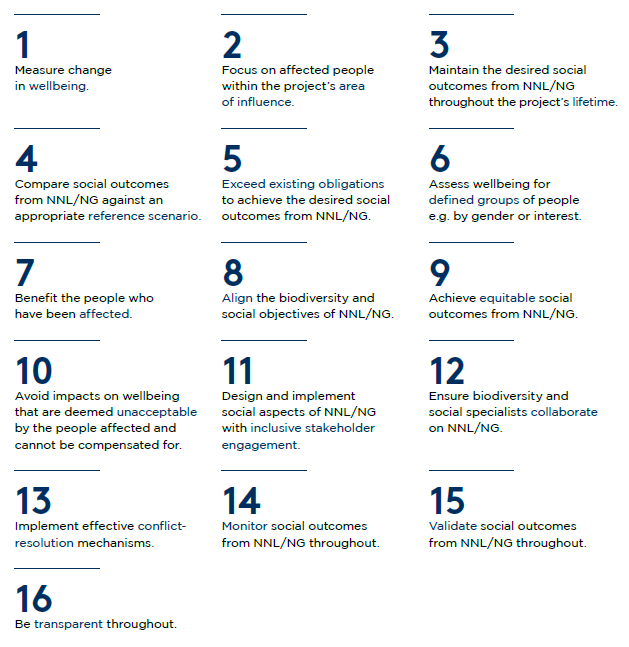 1
Measure change
in wellbeing.
2
Focus on affected people
within the project's area
of influence.
3
Maintain the desired social
outcomes from NNL/NG
throughout the project's lifetime.
4
Compare social outcomes
from NNL/NG against an
appropriate reference scenario.
5
Exceed existing obligations
to achieve the desired social
outcomes from NNL/NG.
6
Assess wellbeing for
defined groups of people
e.g. by gender or interest.
7
Benefit the people who
have been affected.
8
Align the biodiversity and
social objectives of NNL/NG.
9
Achieve equitable social
outcomes from NNL/NG.
10
Avoid impacts on wellbeing
that are deemed unacceptable
by the people affected and
cannot be compensated for.
11
Design and implement
social aspects of NNL/NG
with inclusive stakeholder
engagement.
12
Ensure biodiversity and
social specialists collaborate
on NNL/NG.
13
Implement effective conflict-
resolution mechanisms.
14
Monitor social outcomes
from NNL/NG throughout.
15
Validate social outcomes
from NNL/NG throughout.
16
Be transparent throughout.